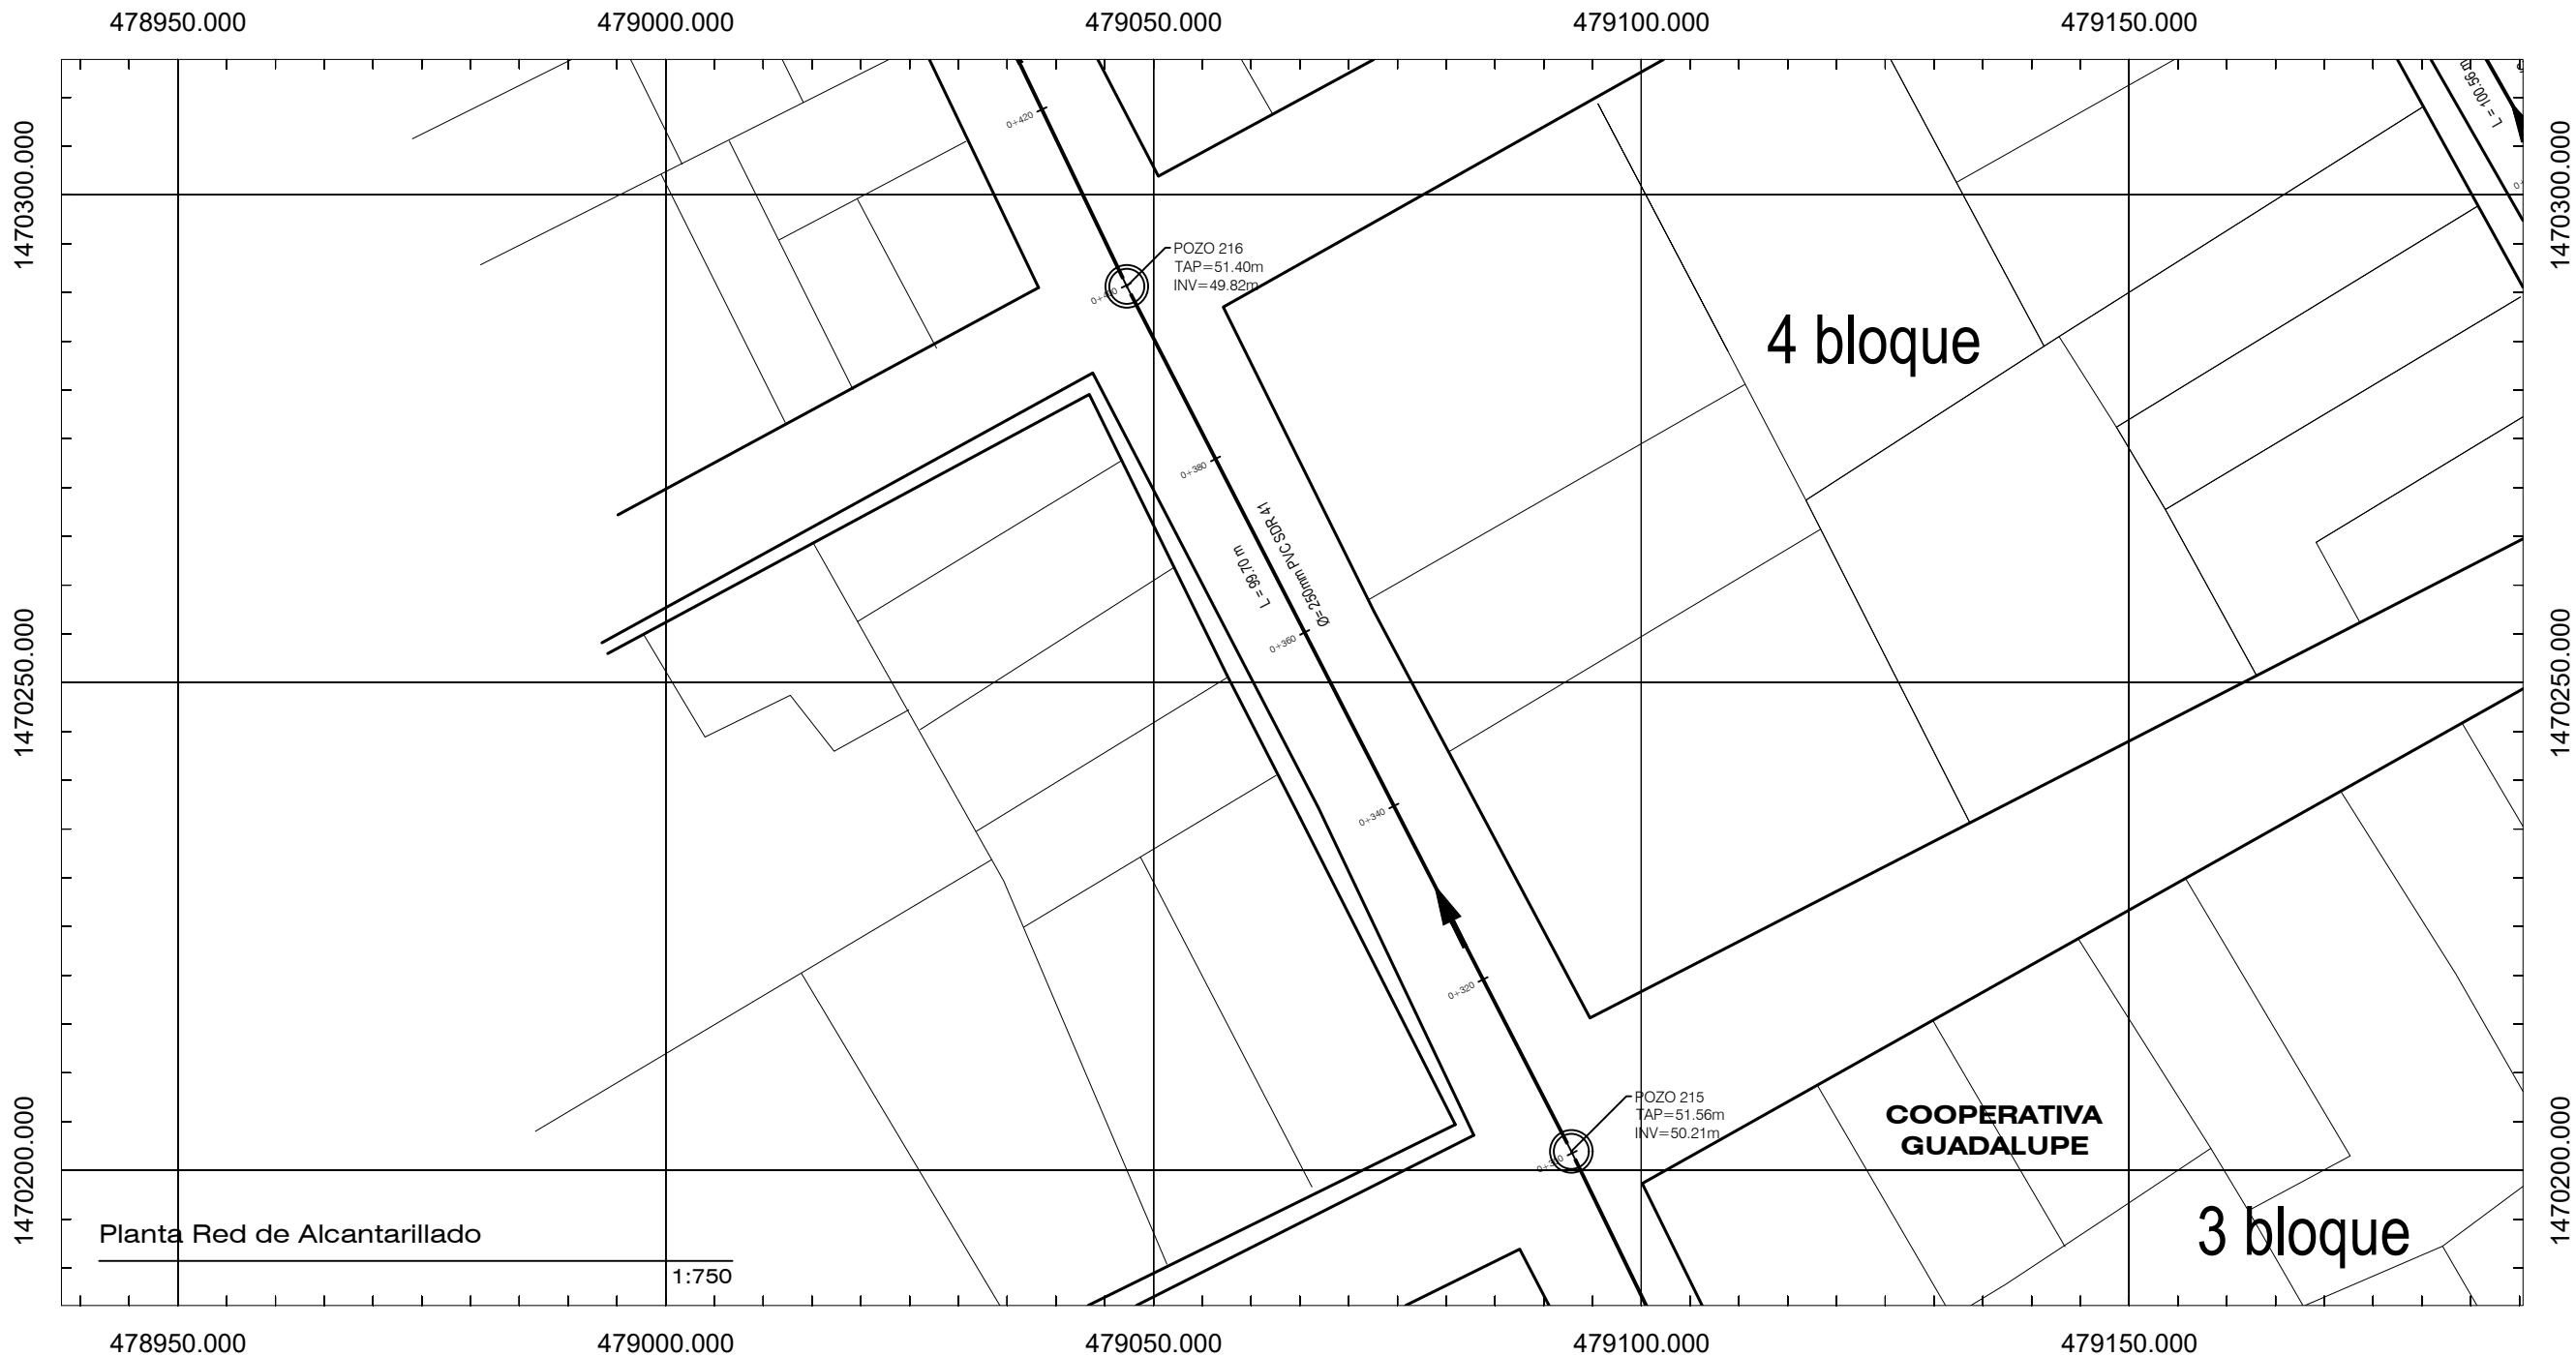 478950.000
479000.000
479050.000
479100.000
479150.000
1470300.000
1470300.000
L = 100.56 m
0+420
POZO 216
TAP=51.40m
INV=49.82m
4 bloque
0+380
Ø=250mm PVC SDR 41
L = 99.70 m
0+360
1470250.000
1470250.000
0+340
0+320
POZO 215
TAP=51.56m
INV=50.21m
COOPERATIVA
GUADALUPE
1470200.000
1470200.000
3 bloque
Planta Red de Alcantarillado
1:750
478950.000
479000.000
479050.000
479100.000
479150.000